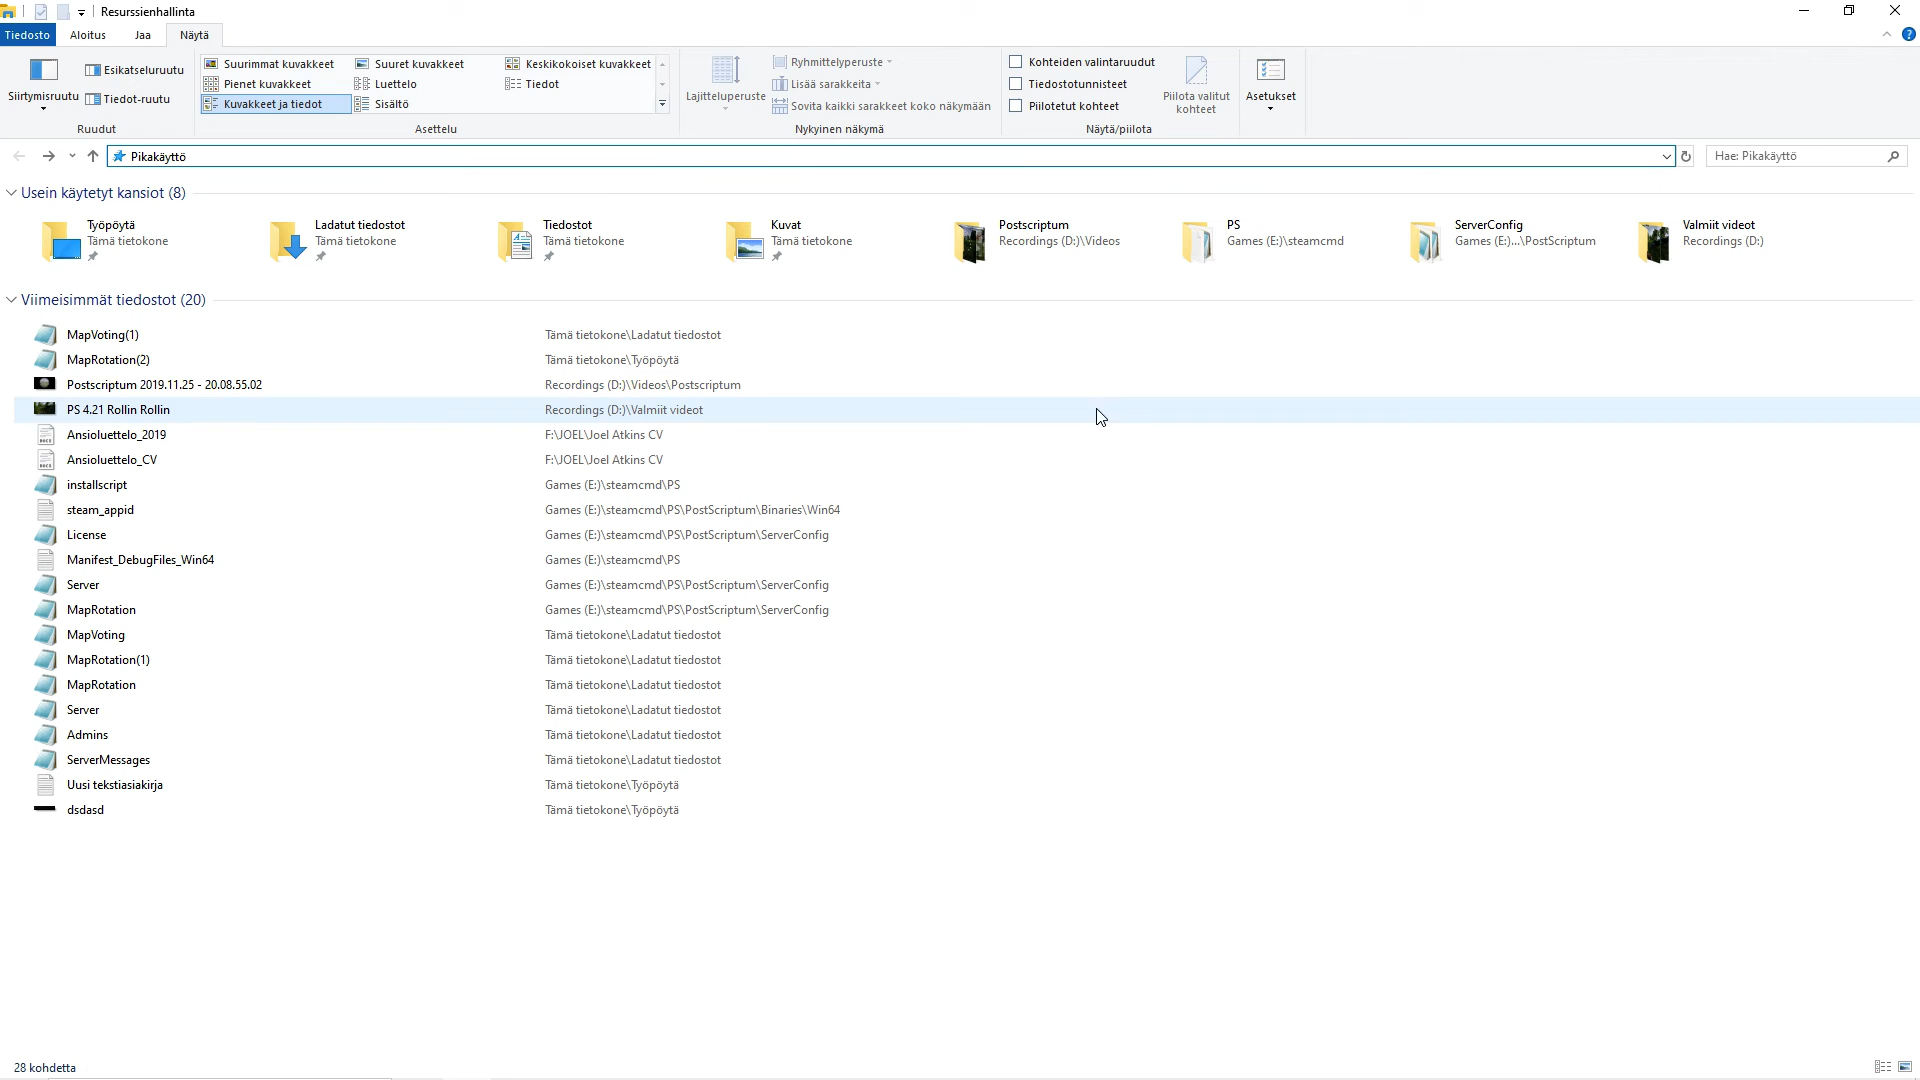 Resurssienhallinta
Tiedosto Aloitus Jaa Näytä
Siirtymisruutu
Esikatseluruutu
Tiedot-ruutu
Ruudut
Suurimmat kuvakkeet Suuret kuvakkeet Keskikokoiset kuvakkeet
Pienet kuvakkeet Luettelo Tiedot
Kuvakkeet ja tiedot Sisältö
Asettelu
Lajitteluperuste
Ryhmittelyperuste
Lisää sarakkeita
Sovita kaikki sarakkeet koko näkymään
Nykyinen näkymä
Kohteiden valintaruudut
Tiedostotunnisteet
Piilotetut kohteet
Piilota valitut
kohteet
Näytä/piilota
Asetukset
Pikakäyttö
Hae: Pikakäyttö
Usein käytetyt kansiot (8)
Työpöytä
Tämä tietokone
Ladatut tiedostot
Tämä tietokone
Tiedostot
Tämä tietokone
Kuvat
Tämä tietokone
Postscriptum
Recordings (D:)\Videos
PS
Games (E:)\steamcmd
ServerConfig
Games (E:)...\PostScriptum
Valmiit videot
Recordings (D:)
Viimeisimmät tiedostot (20)
MapVoting(1) Tämä tietokone\Ladatut tiedostot
MapRotation(2) Tämä tietokone\Työpöytä
Postscriptum 2019.11.25 - 20.08.55.02 Recordings (D:)\Videos\Postscriptum
PS 4.21 Rollin Rollin Recordings (D:)\Valmiit videot
Ansioluettelo_2019 F:\JOEL\Joel Atkins CV
Ansioluettelo_CV F:\JOEL\Joel Atkins CV
installscript Games (E:)\steamcmd\PS
steam_appid Games (E:)\steamcmd\PS\PostScriptum\Binaries\Win64
License Games (E:)\steamcmd\PS\PostScriptum\ServerConfig
Manifest_DebugFiles_Win64 Games (E:)\steamcmd\PS
Server Games (E:)\steamcmd\PS\PostScriptum\ServerConfig
MapRotation Games (E:)\steamcmd\PS\PostScriptum\ServerConfig
MapVoting Tämä tietokone\Ladatut tiedostot
MapRotation(1) Tämä tietokone\Ladatut tiedostot
MapRotation Tämä tietokone\Ladatut tiedostot
Server Tämä tietokone\Ladatut tiedostot
Admins Tämä tietokone\Ladatut tiedostot
ServerMessages Tämä tietokone\Ladatut tiedostot
Uusi tekstiasiakirja Tämä tietokone\Työpöytä
dsdasd Tämä tietokone\Työpöytä
28 kohdetta